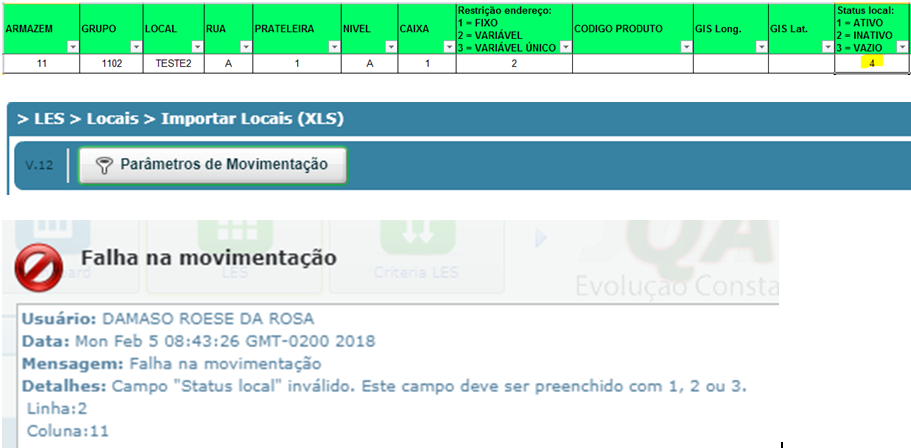 ARMAZEM GRUPO LOCAL RUA PRATELEIRA NIVEL CAIXA Restrição endereço: 1 = FIXO 2 = VARIÁVEL 3 = VARIÁVEL ÚNICO CODIGO PRODUTO GIS Long. GIS Lat. Status local: 1 = ATIVO 2 = INATIVO 3 = VAZIO
11 1102 TESTE2 A 1 A 1 2 4
> LES > Locais > Importar Locais (XLS)
V.12 Parâmetros de Movimentação
Falha na movimentação
LES
Criteria LES
QA
Evolução Consta
Usuário: DAMASO ROESE DA ROSA
Data: Mon Feb 5 08:43:26 GMT-0200 2018
Mensagem: Falha na movimentação
Detalhes: Campo "Status local" inválido. Este campo deve ser preenchido com 1, 2 ou 3.
Linha:2
Coluna:11